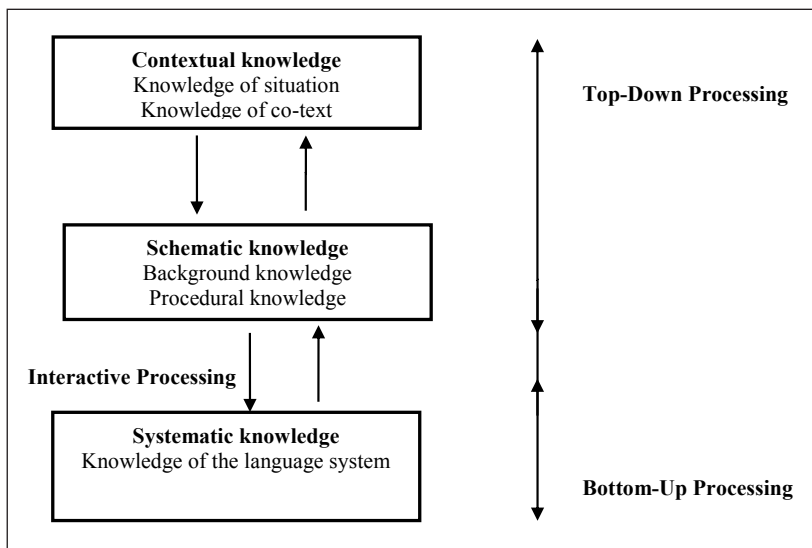 Contextual knowledge
Knowledge of situation
Knowledge of co-text
Top-Down Processing
Schematic knowledge
Background knowledge
Procedural knowledge
Interactive Processing
Systematic knowledge
Knowledge of the language system
Bottom-Up Processing